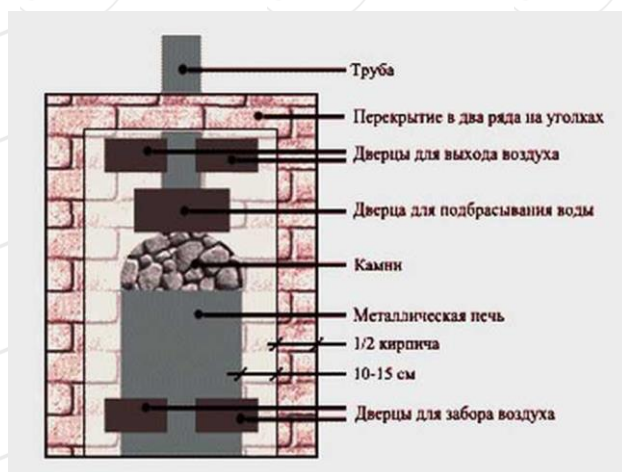 Труба
Перекрытие в два ряда на уголках
Дверцы для выхода воздуха
Дверца для подбрасывания воды
Камни
Металлическая печь
1/2 кирпича
10-15 см
Дверцы для забора воздуха